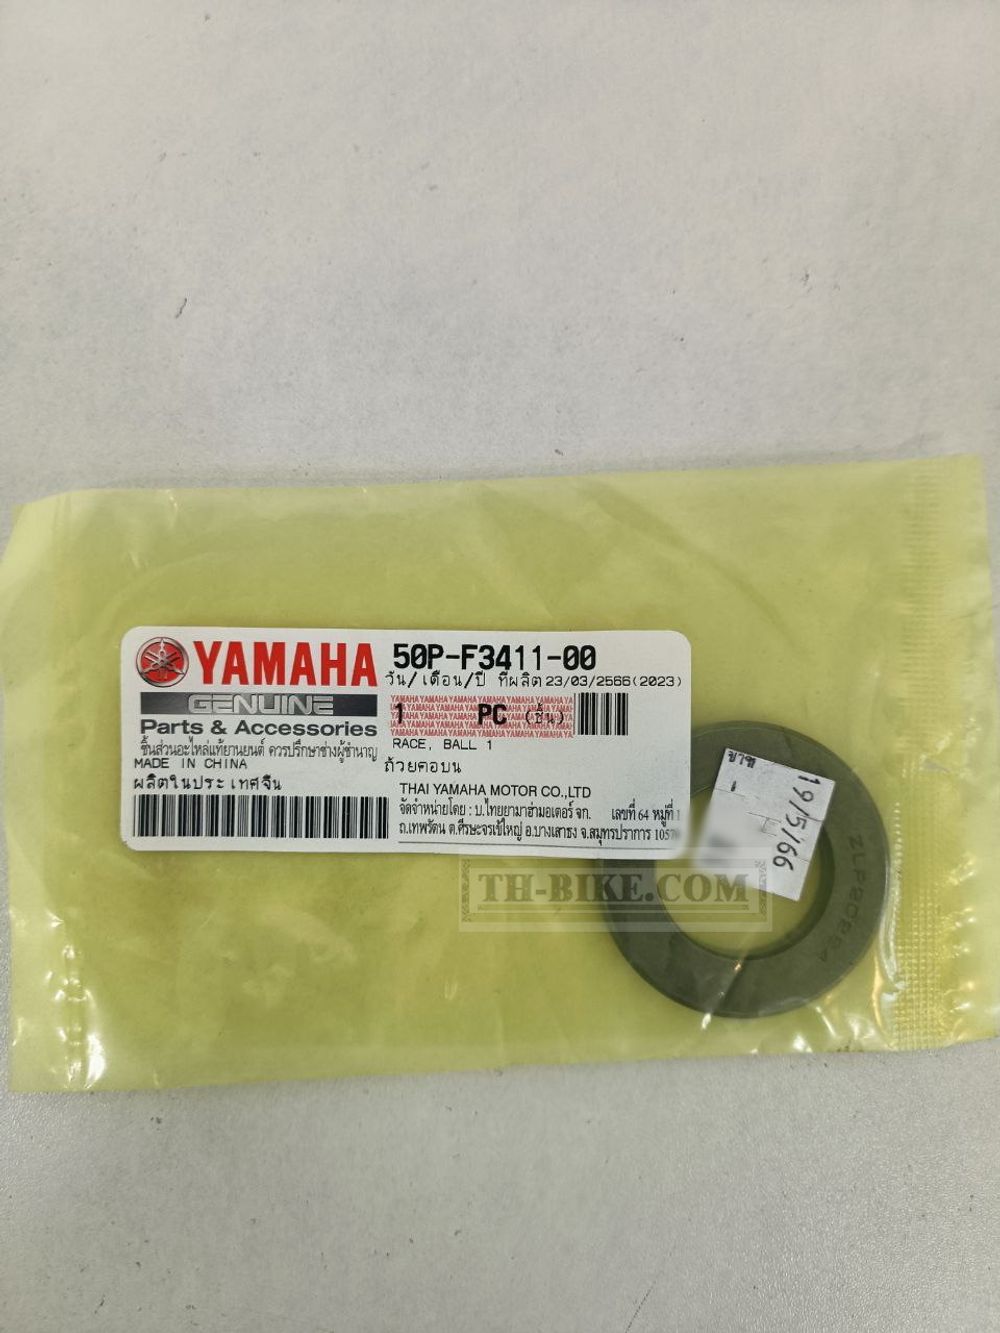 YAMAHA
GENUINE
Parts & Accessories
ชิ้นส่วนอะไหล่แท้ยานยนต์ ควรปรึกษาช่างผู้ชำนาญ
MADE IN CHINA
ผลิตในประเทศจีน
50P-F3411-00
วัน/เดือน/ปี ที่ผลิต 23/03/2566(2023)
1 PC (ชิ้น)
RACE, BALL 1
ถ้วยคอบน
THAI YAMAHA MOTOR CO.,LTD
จัดจำหน่ายโดย : บ.ไทยยามาฮ่ามอเตอร์ จก. เลขที่ 64 หมู่ที่ 1
ถ.เทพรัตน ต.ศีรษะจรเข้ใหญ่ อ.บางเสาธง จ.สมุทรปราการ
19/5/66
TH-BIKE.COM